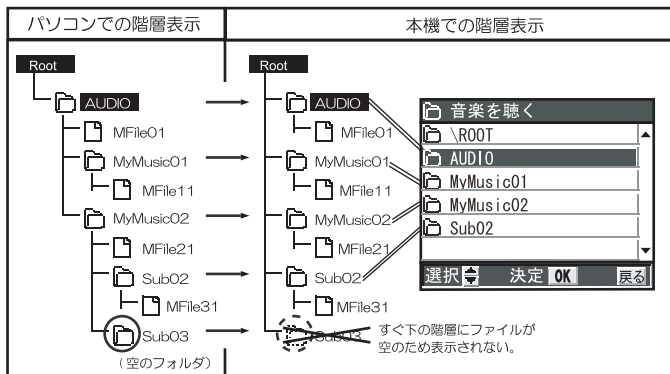 パソコンでの階層表示
本機での階層表示
Root
AUDIO
MFile01
MyMusic01
MFile11
MyMusic02
MFile21
Sub02
MFile31
Sub03
(空のフォルダ)
Root
AUDIO
MFile01
MyMusic01
MFile11
MyMusic02
MFile21
Sub02
MFile31
Sub03
すぐ下の階層にファイルが
空のため表示されない。
音楽を聴く
\ROOT
AUDIO
MyMusic01
MyMusic02
Sub02
選択 決定 OK 戻る